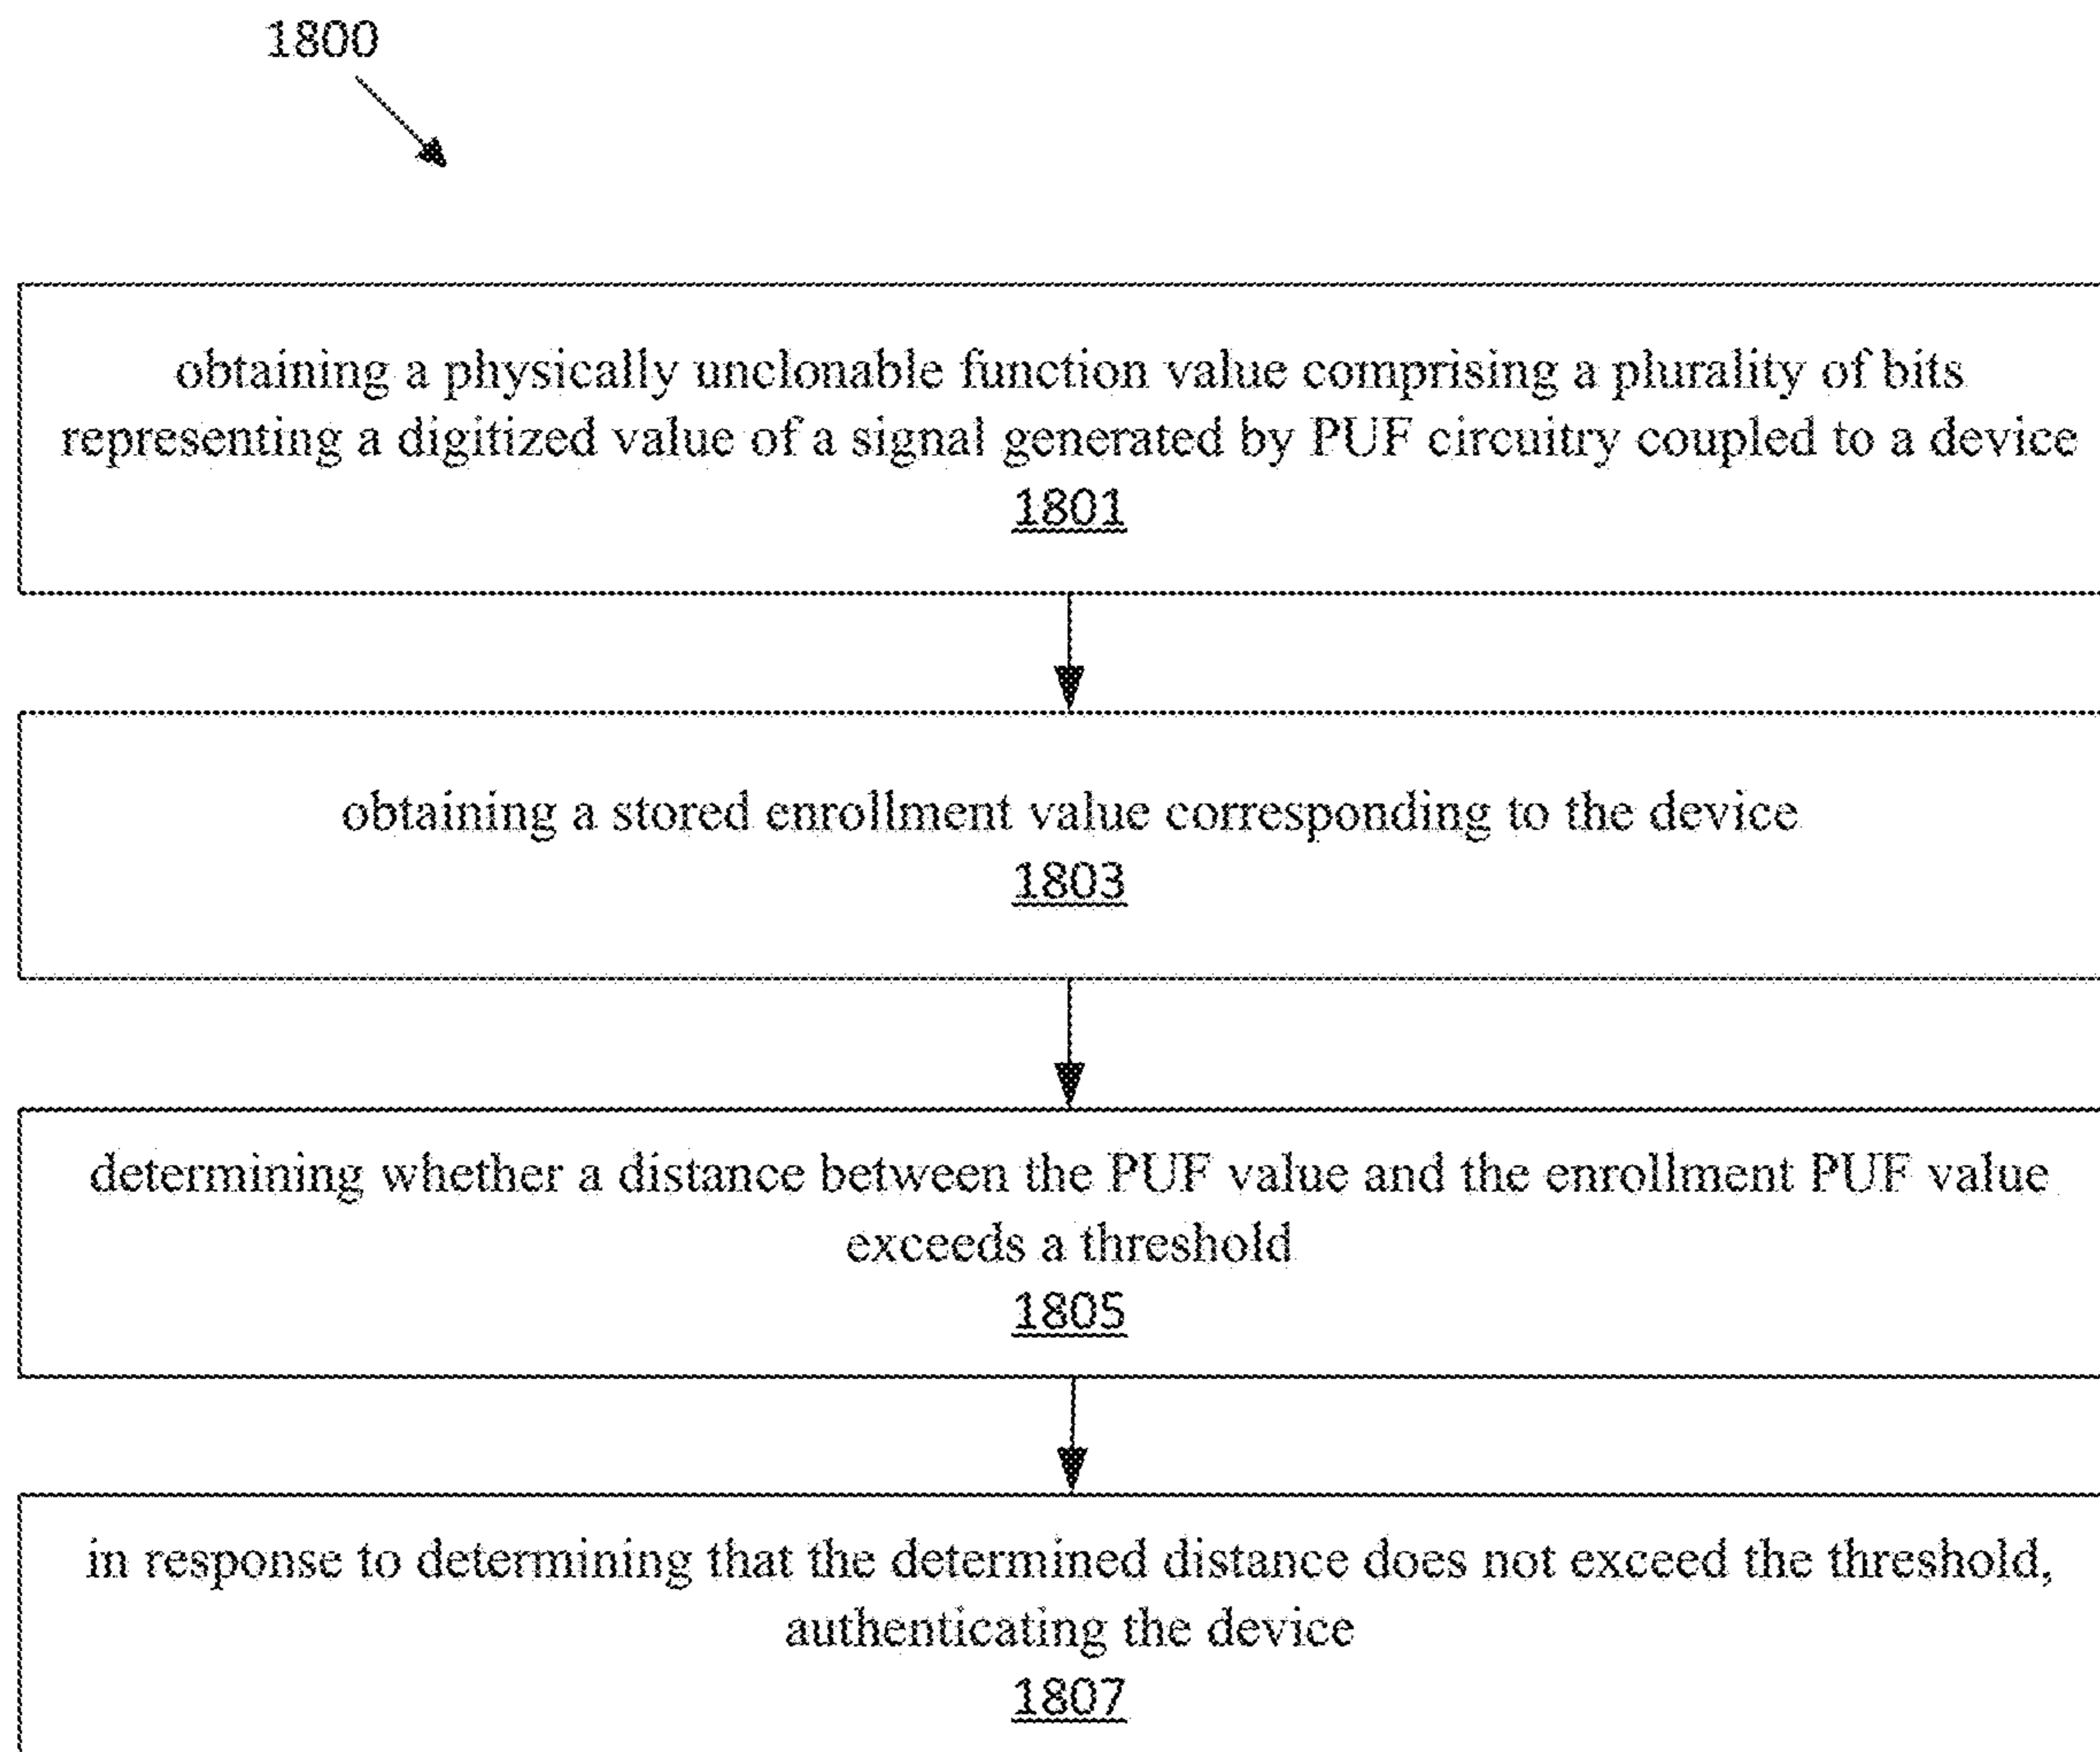 1800
obtaining a physically unclonable function value comprising a plurality of bits
representing a digitized value of a signal generated by PUF circuitry coupled to a device
1801
obtaining a stored enrollment value corresponding to the device
1803
determining whether a distance between the PUF value and the enrollment PUF value
exceeds a threshold
1805
in response to determining that the determined distance does not exceed the threshold,
authenticating the device
1807